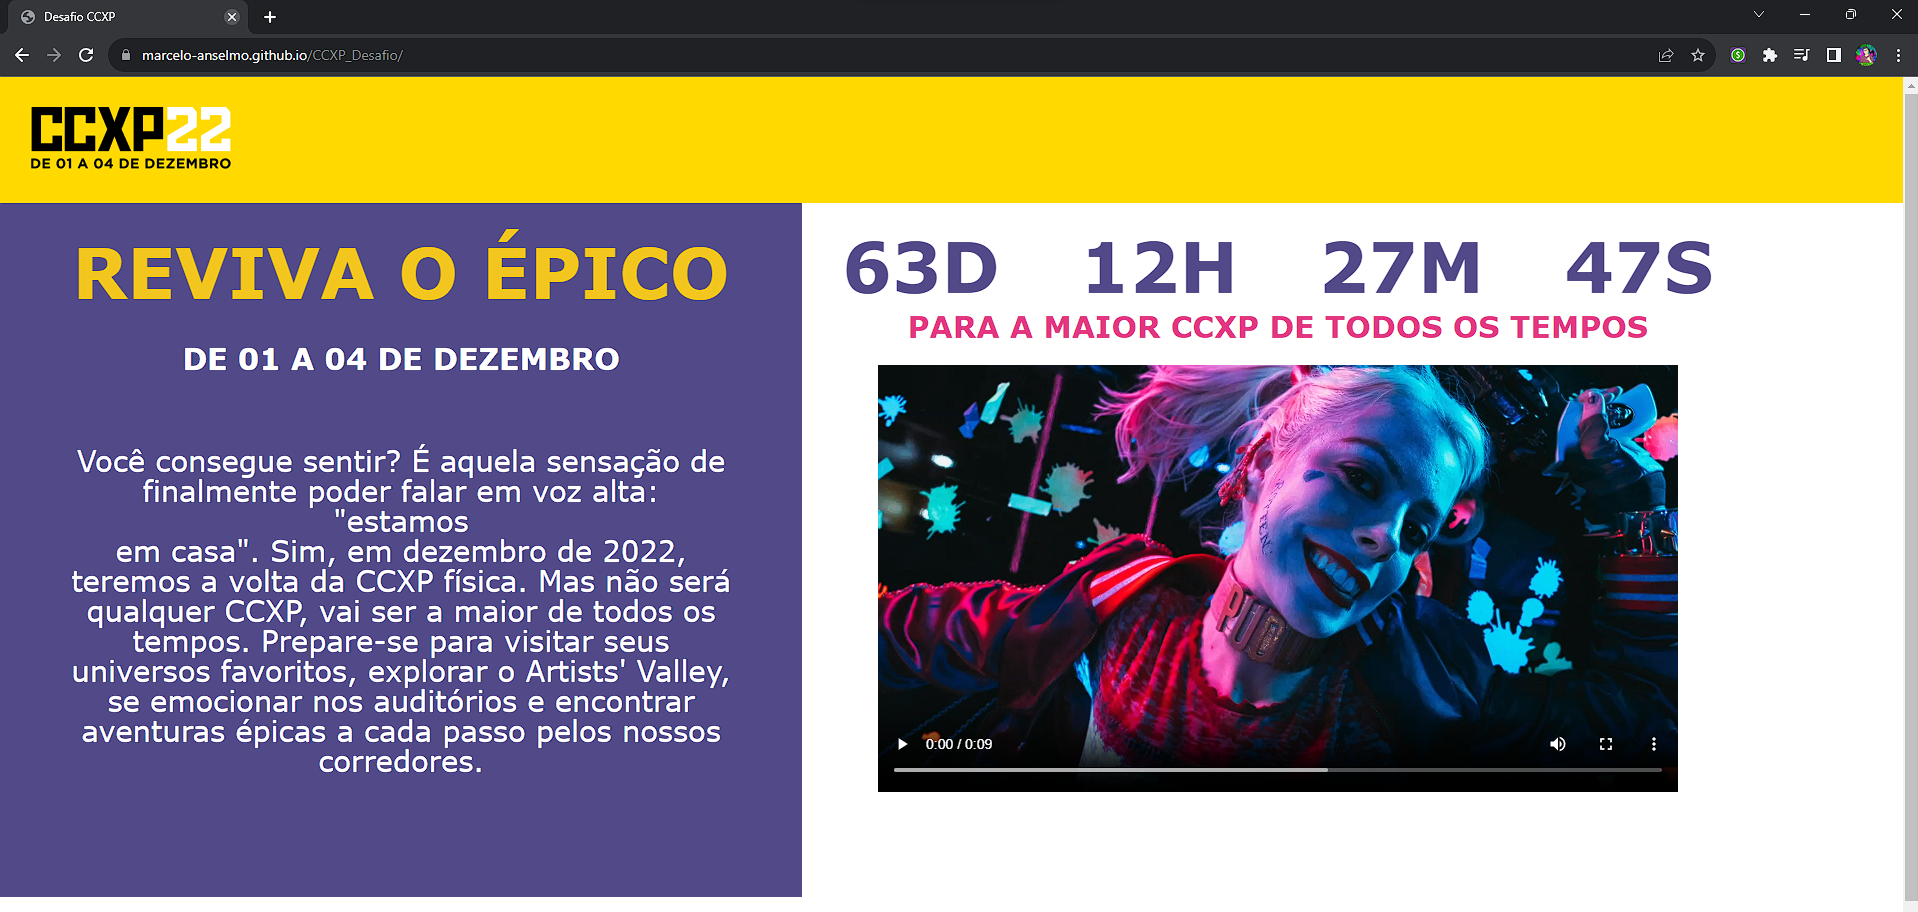 Desafio CCXP
marcelo-anselmo.github.io/CCXP_Desafio/
CCXP22
DE 01 A 04 DE DEZEMBRO
REVIVA O ÉPICO
DE 01 A 04 DE DEZEMBRO
Você consegue sentir? É aquela sensação de
finalmente poder falar em voz alta:
"estamos
em casa". Sim, em dezembro de 2022,
teremos a volta da CCXP física. Mas não será
qualquer CCXP, vai ser a maior de todos os
tempos. Prepare-se para visitar seus
universos favoritos, explorar o Artists' Valley,
se emocionar nos auditórios e encontrar
aventuras épicas a cada passo pelos nossos
corredores.
63D 12H 27M 47S
PARA A MAIOR CCXP DE TODOS OS TEMPOS
PUD
0:00 / 0:09